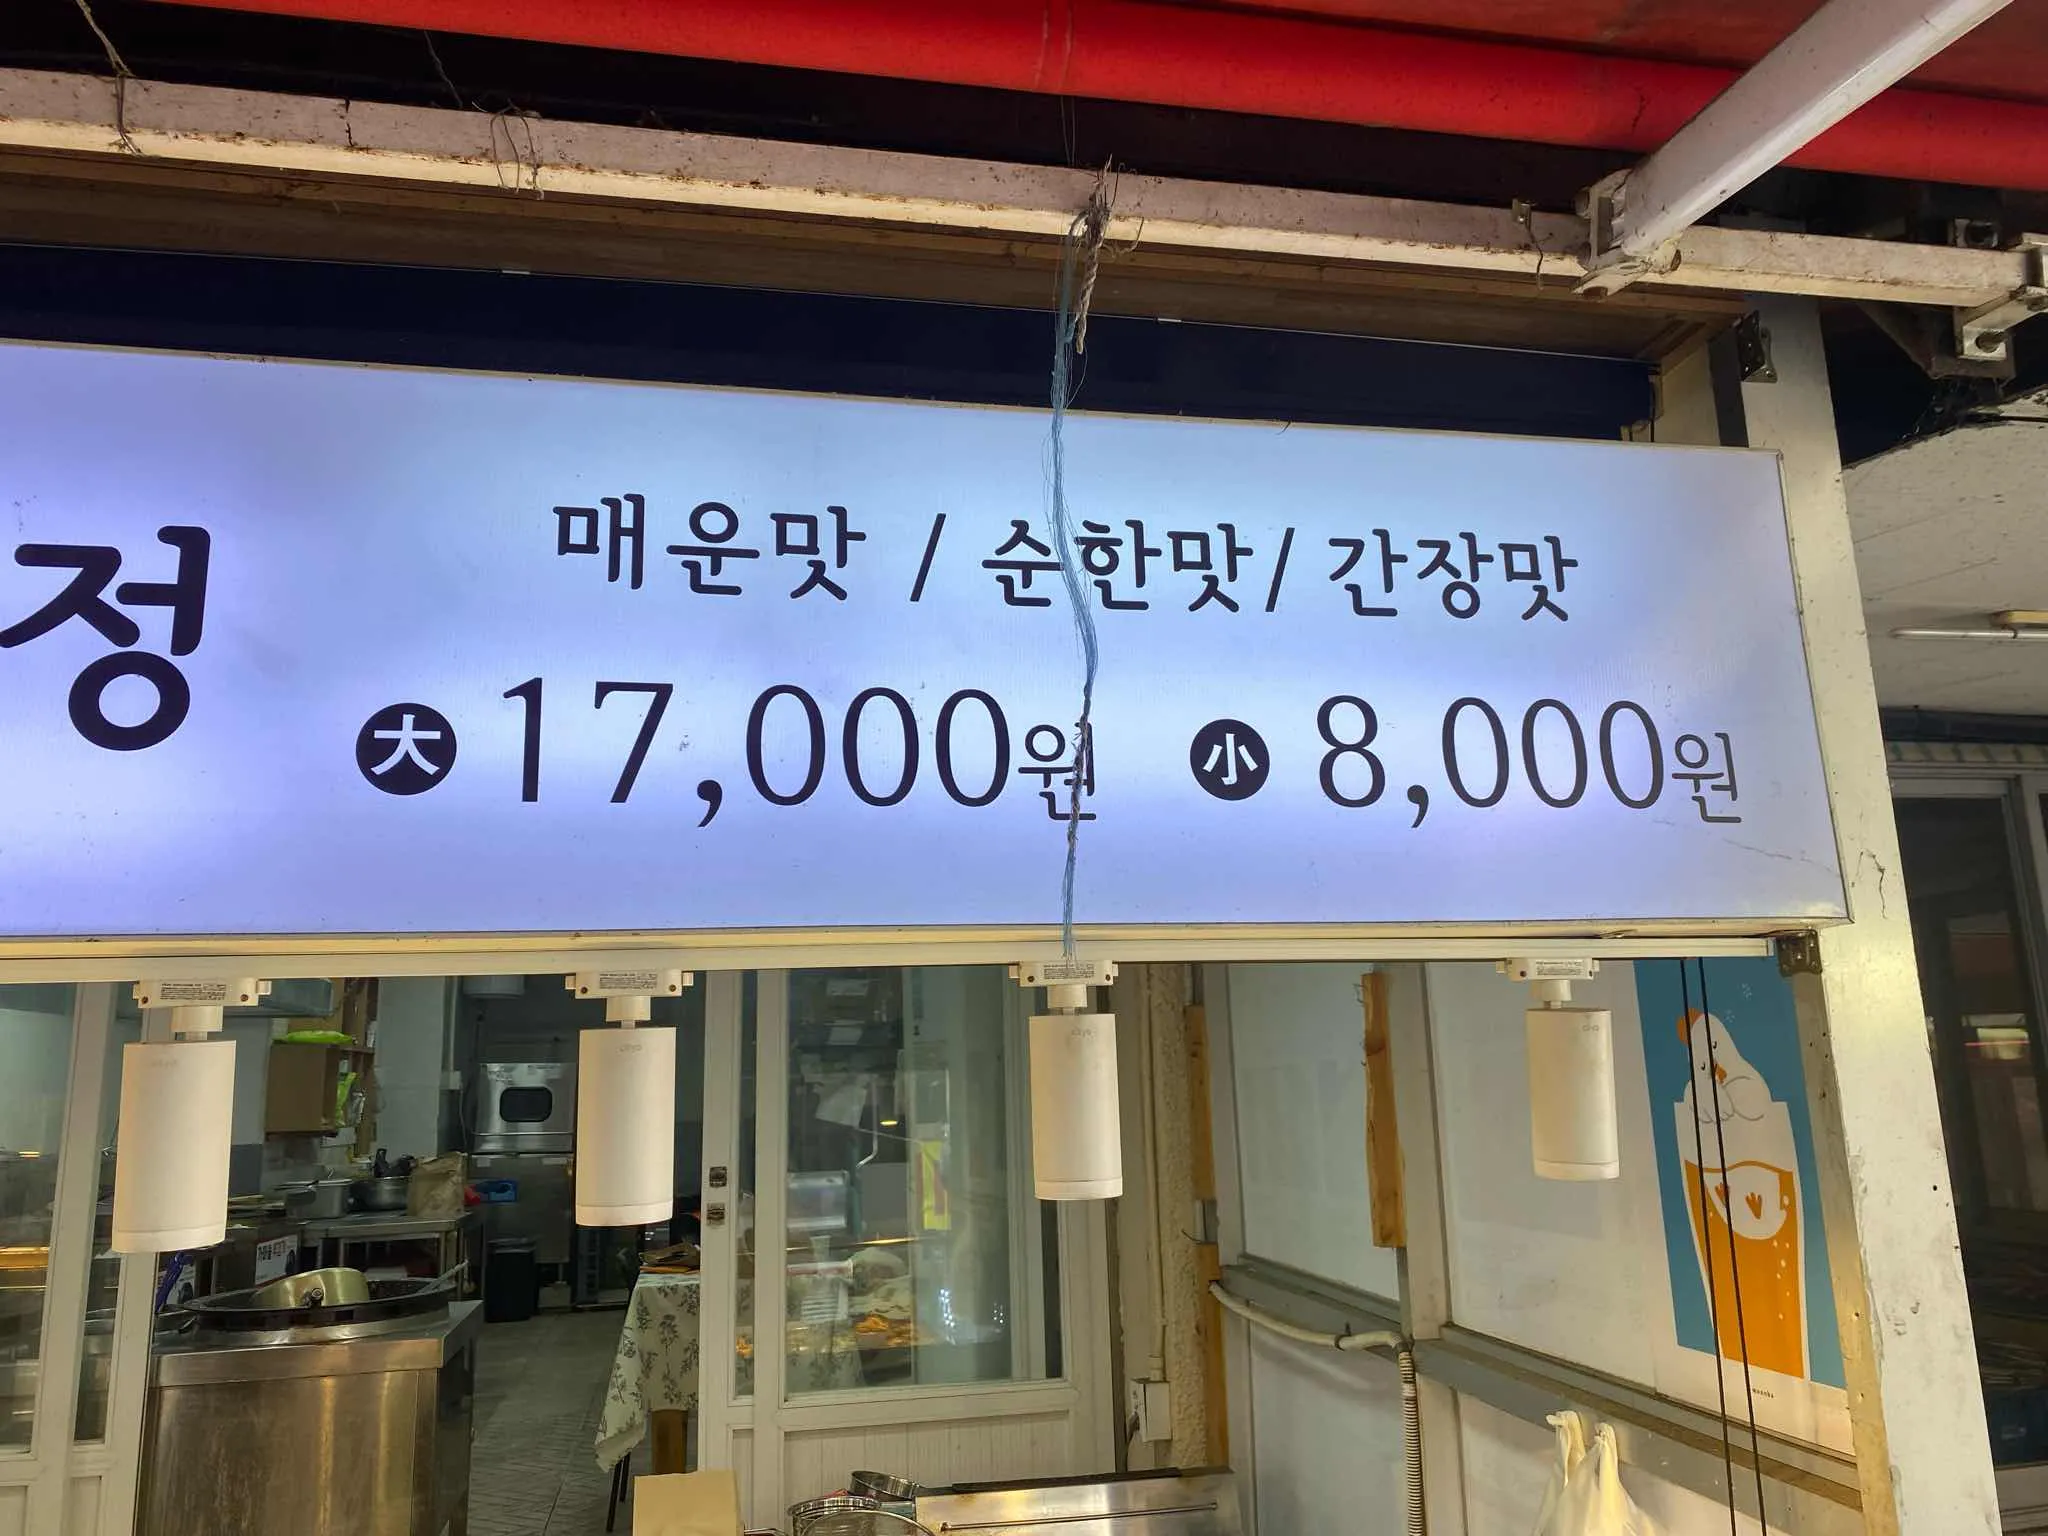 정
매운맛 / 순한맛 / 간장맛
大 17,000원 小 8,000원